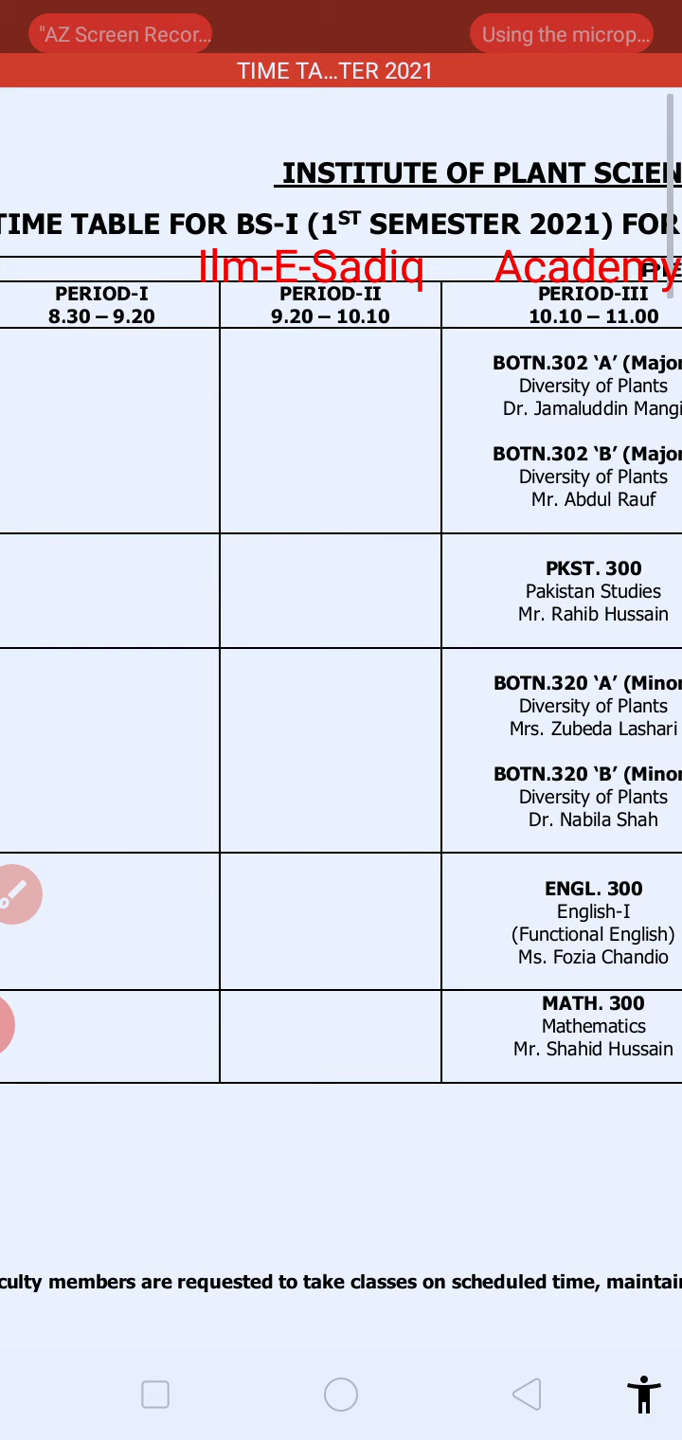 "AZ Screen Recor... Using the microp...
TIME TA...TER 2021
INSTITUTE OF PLANT SCIEN
TIME TABLE FOR BS-I (1ST SEMESTER 2021) FOR
Ilm-E-Sadiq Academy
PERIOD-I PERIOD-II PERIOD-III
8.30 – 9.20 9.20 – 10.10 10.10 – 11.00
BOTN.302 ‘A’ (Major
Diversity of Plants
Dr. Jamaluddin Mangi
BOTN.302 ‘B’ (Major
Diversity of Plants
Mr. Abdul Rauf
PKST. 300
Pakistan Studies
Mr. Rahib Hussain
BOTN.320 ‘A’ (Minor
Diversity of Plants
Mrs. Zubeda Lashari
BOTN.320 ‘B’ (Minor
Diversity of Plants
Dr. Nabila Shah
ENGL. 300
English-I
(Functional English)
Ms. Fozia Chandio
MATH. 300
Mathematics
Mr. Shahid Hussain
culty members are requested to take classes on scheduled time, maintai